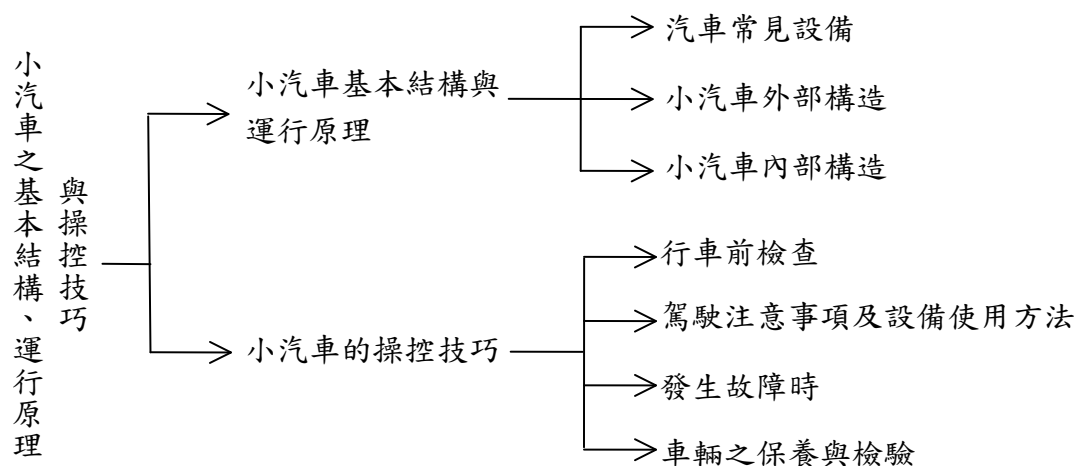 小汽車之基本結構、運行原理
與操控技巧
小汽車基本結構與
運行原理
汽車常見設備
小汽車外部構造
小汽車內部構造
小汽車的操控技巧
行車前檢查
駕駛注意事項及設備使用方法
發生故障時
車輛之保養與檢驗